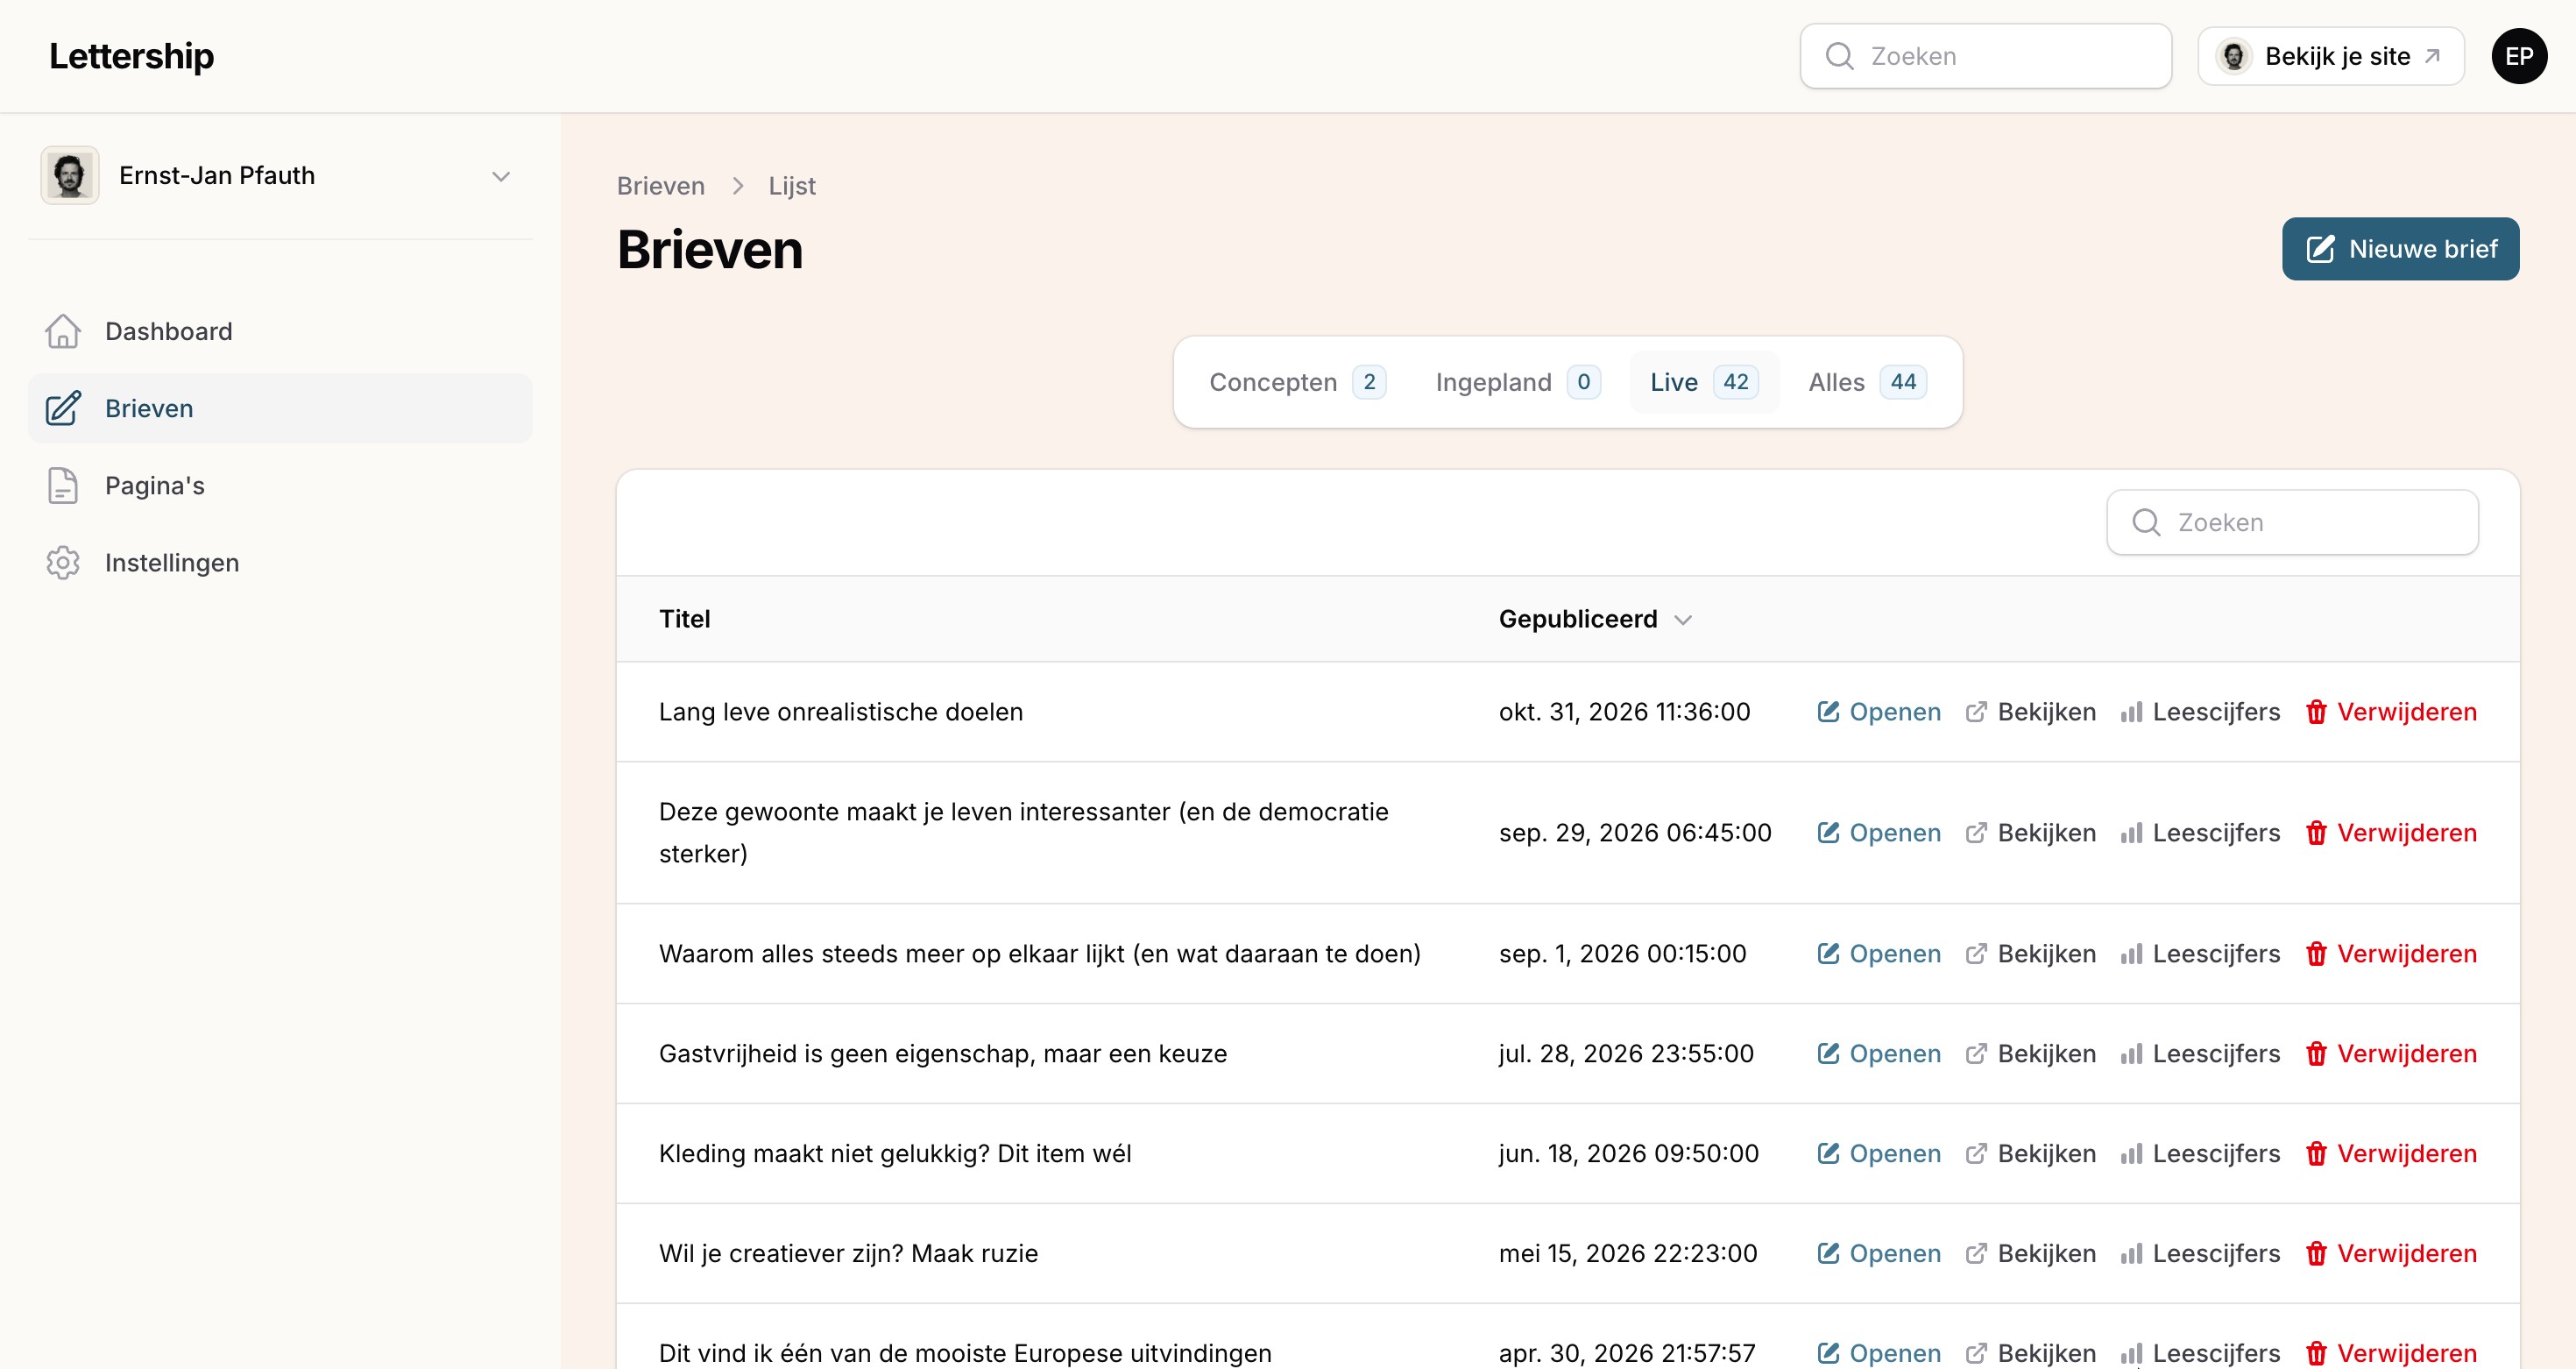 Lettership
Zoeken
Bekijk je site
EP
Ernst-Jan Pfauth
Dashboard
Brieven
Pagina's
Instellingen
Brieven > Lijst
Brieven
Nieuwe brief
Concepten 2 Ingepland 0 Live 42 Alles 44
Zoeken
Titel Gepubliceerd
Lang leve onrealistische doelen okt. 31, 2026 11:36:00 Openen Bekijken Leescijfers Verwijderen
Deze gewoonte maakt je leven interessanter (en de democratie
sterker) sep. 29, 2026 06:45:00 Openen Bekijken Leescijfers Verwijderen
Waarom alles steeds meer op elkaar lijkt (en wat daaraan te doen) sep. 1, 2026 00:15:00 Openen Bekijken Leescijfers Verwijderen
Gastvrijheid is geen eigenschap, maar een keuze jul. 28, 2026 23:55:00 Openen Bekijken Leescijfers Verwijderen
Kleding maakt niet gelukkig? Dit item wél jun. 18, 2026 09:50:00 Openen Bekijken Leescijfers Verwijderen
Wil je creatiever zijn? Maak ruzie mei 15, 2026 22:23:00 Openen Bekijken Leescijfers Verwijderen
Dit vind ik één van de mooiste Europese uitvindingen apr. 30, 2026 21:57:57 Openen Bekijken Leescijfers Verwijderen